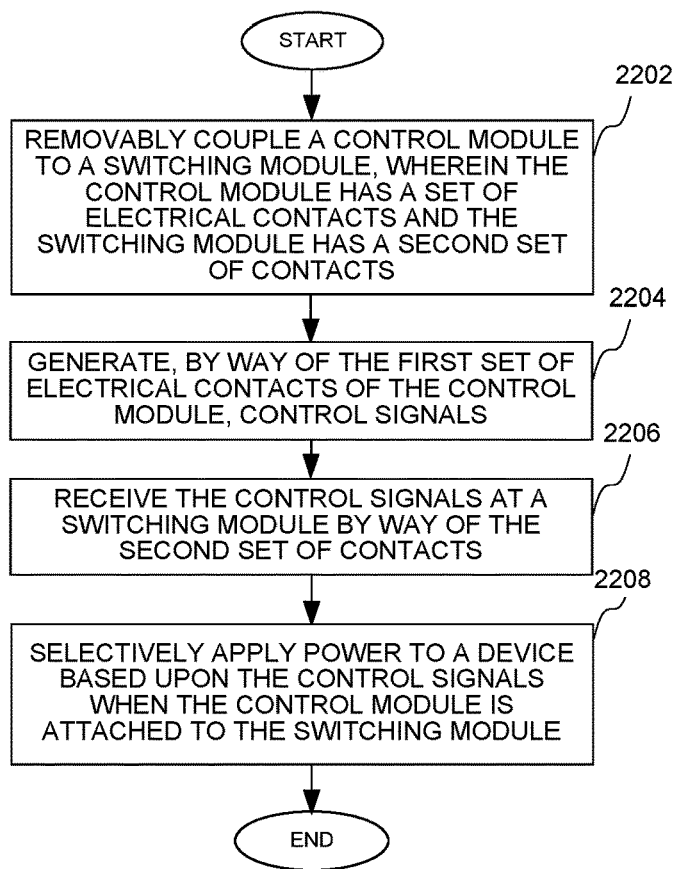 START
2202
REMOVABLY COUPLE A CONTROL MODULE
TO A SWITCHING MODULE, WHEREIN THE
CONTROL MODULE HAS A SET OF
ELECTRICAL CONTACTS AND THE
SWITCHING MODULE HAS A SECOND SET
OF CONTACTS
2204
GENERATE, BY WAY OF THE FIRST SET OF
ELECTRICAL CONTACTS OF THE CONTROL
MODULE, CONTROL SIGNALS
2206
RECEIVE THE CONTROL SIGNALS AT A
SWITCHING MODULE BY WAY OF THE
SECOND SET OF CONTACTS
2208
SELECTIVELY APPLY POWER TO A DEVICE
BASED UPON THE CONTROL SIGNALS
WHEN THE CONTROL MODULE IS
ATTACHED TO THE SWITCHING MODULE
END